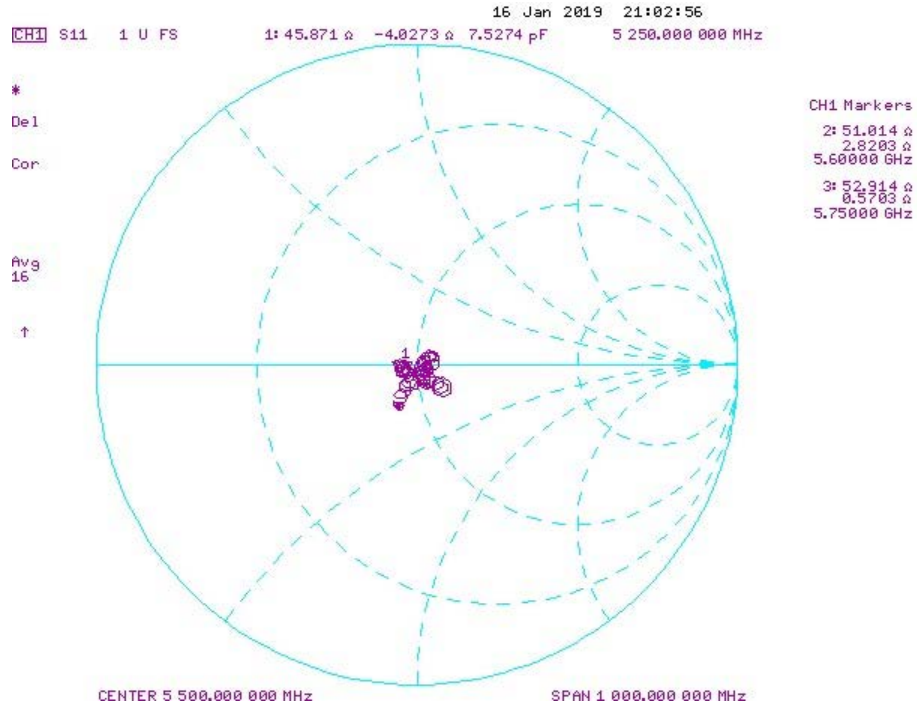 16 Jan 2019 21:02:56
CH1 S11 1 U FS 1: 45.871 Ω -4.0273 Ω 7.5274 pF 5 250.000 000 MHz
*
Del
Cor
Avg
16
↑
CH1 Markers
2: 51.014 Ω
2.8203 Ω
5.60000 GHz
3: 52.914 Ω
0.5703 Ω
5.75000 GHz
1
CENTER 5 500.000 000 MHz SPAN 1 000.000 000 MHz